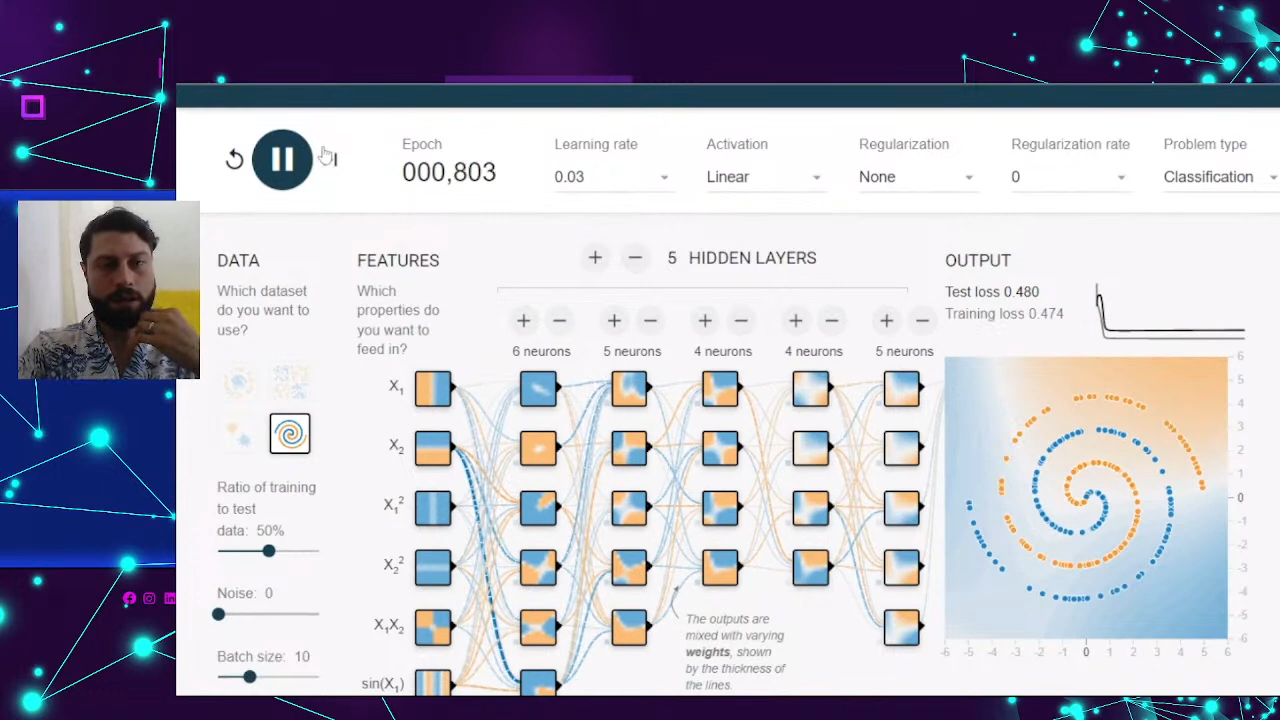 Epoch
000,803
Learning rate
0.03
Activation
Linear
Regularization
None
Regularization rate
0
Problem type
Classification
DATA
Which dataset
do you want to
use?
Ratio of training
to test
data: 50%
Noise: 0
Batch size: 10
FEATURES
Which
properties do
you want to
feed in?
X₁
X₂
X₁²
X₂²
X₁X₂
sin(X₁)
+ − 5 HIDDEN LAYERS
+ − + − + − + − + −
6 neurons
5 neurons
4 neurons
4 neurons
5 neurons
The outputs are
mixed with varying
weights, shown
by the thickness of
the lines.
OUTPUT
Test loss 0.480
Training loss 0.474
6
5
4
3
2
1
0
-1
-2
-3
-4
-5
-6
-6 -5 -4 -3 -2 -1 0 1 2 3 4 5 6